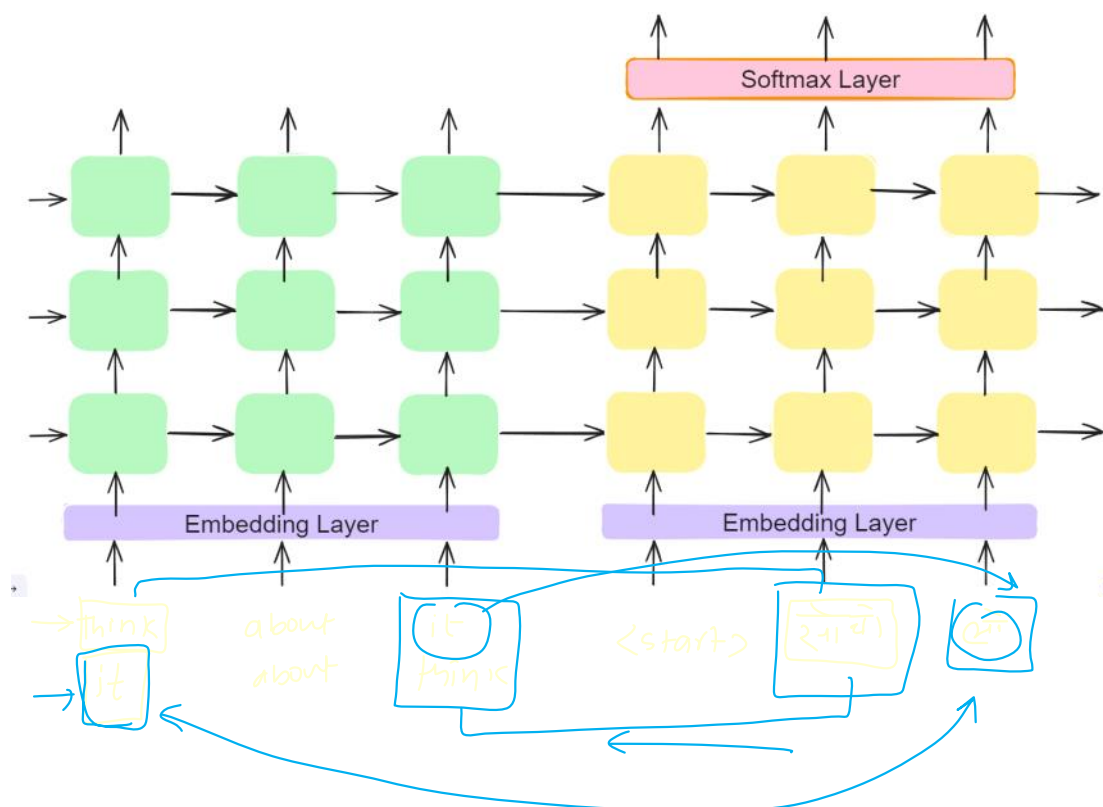 Softmax Layer
Embedding Layer Embedding Layer
think about it <start>
it about think